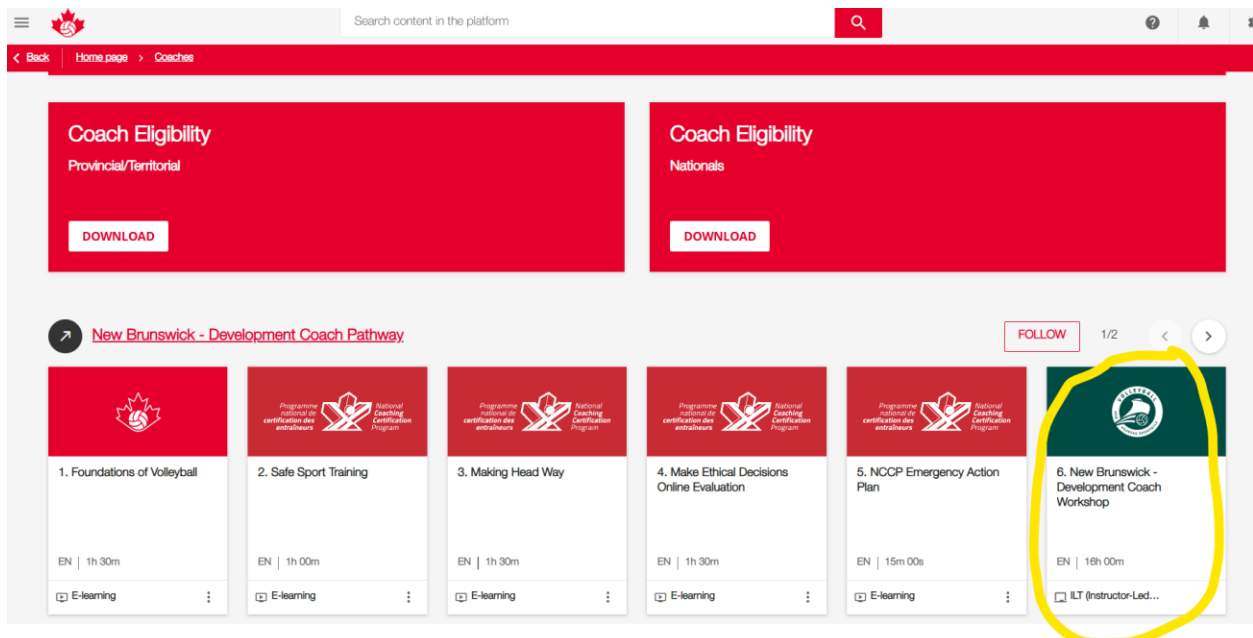 Search content in the platform
Back
Home page > Coaches
Coach Eligibility
Provincial/Territorial
DOWNLOAD
Coach Eligibility
Nationals
DOWNLOAD
New Brunswick - Development Coach Pathway
FOLLOW
1/2
1. Foundations of Volleyball
EN | 1h 30m
E-learning
Programme
national de
certification des
entraîneurs
National
Coaching
Certification
Program
2. Safe Sport Training
EN | 1h 00m
E-learning
Programme
national de
certification des
entraîneurs
National
Coaching
Certification
Program
3. Making Head Way
EN | 1h 30m
E-learning
Programme
national de
certification des
entraîneurs
National
Coaching
Certification
Program
4. Make Ethical Decisions
Online Evaluation
EN | 1h 30m
E-learning
Programme
national de
certification des
entraîneurs
National
Coaching
Certification
Program
5. NCCP Emergency Action
Plan
EN | 15m 00s
E-learning
VOLLEYBALL
6. New Brunswick -
Development Coach
Workshop
EN | 16h 00m
ILT (Instructor-Led...